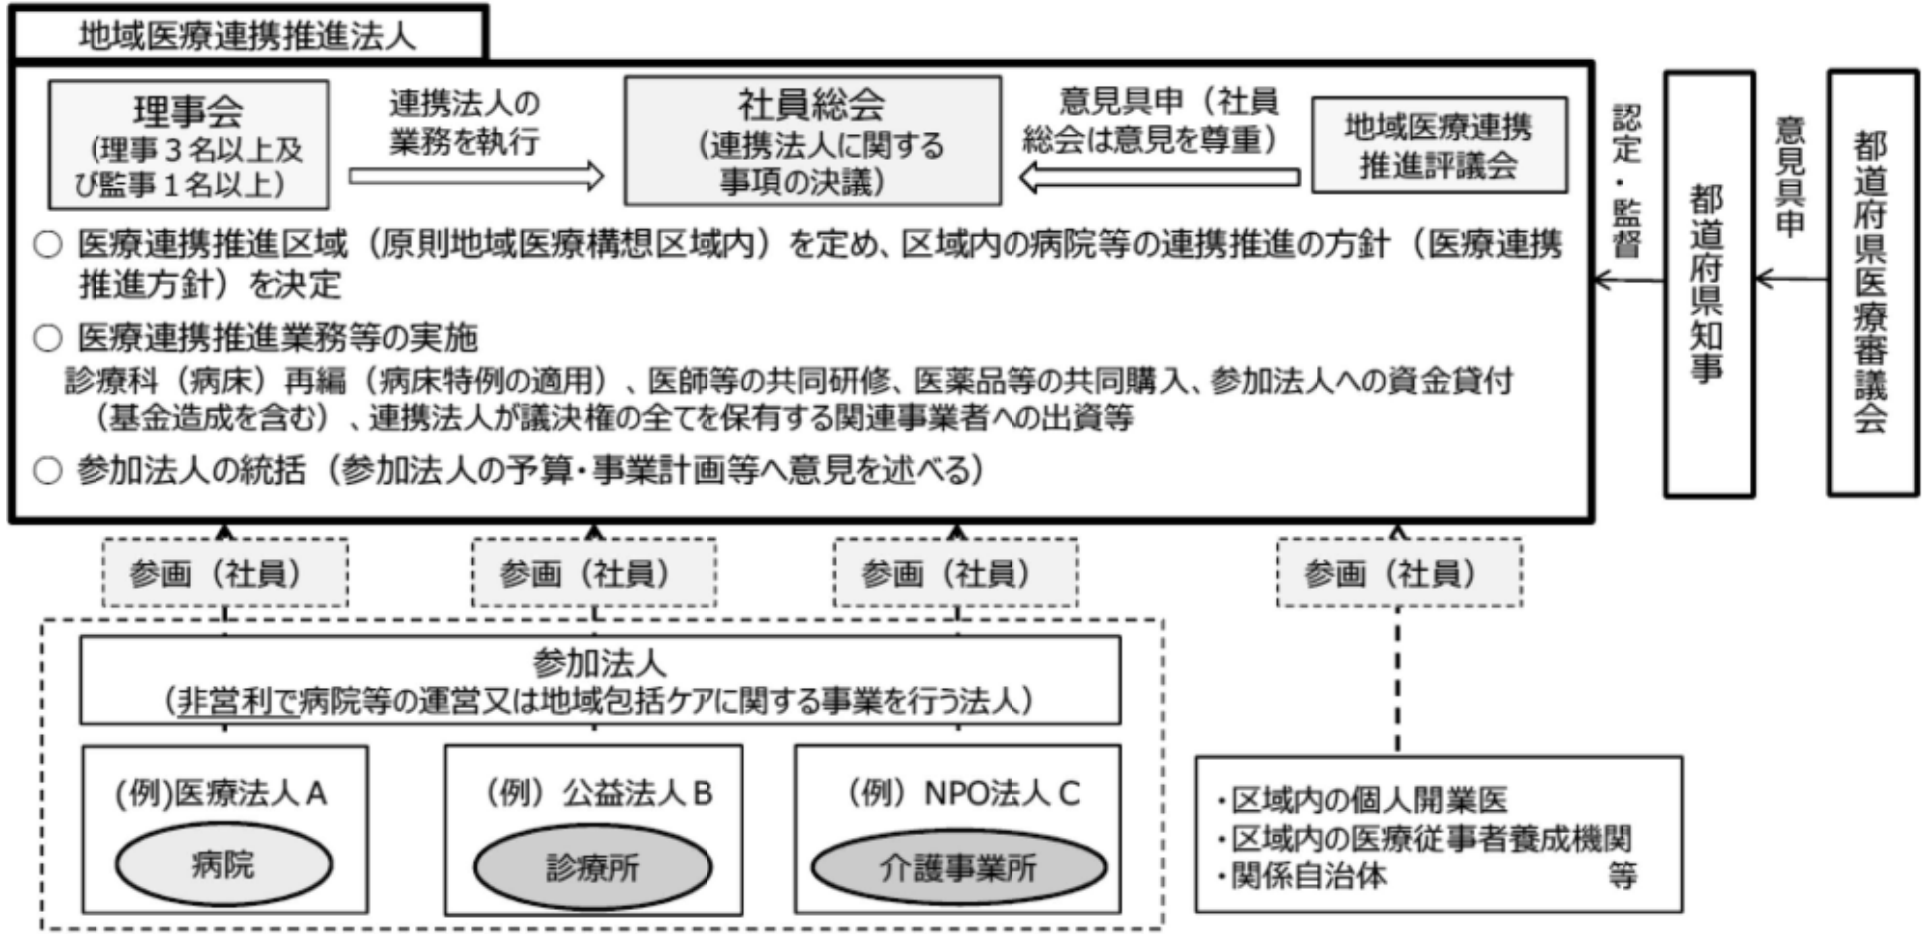 地域医療連携推進法人
理事会
（理事３名以上及
び監事１名以上）
連携法人の
業務を執行
社員総会
（連携法人に関する
事項の決議）
意見具申（社員
総会は意見を尊重）
地域医療連携
推進評議会
認定・監督
都道府県知事
意見具申
都道府県医療審議会
○ 医療連携推進区域（原則地域医療構想区域内）を定め、区域内の病院等の連携推進の方針（医療連携
推進方針）を決定
○ 医療連携推進業務等の実施
診療科（病床）再編（病床特例の適用）、医師等の共同研修、医薬品等の共同購入、参加法人への資金貸付
（基金造成を含む）、連携法人が議決権の全てを保有する関連事業者への出資等
○ 参加法人の統括（参加法人の予算・事業計画等へ意見を述べる）
参画（社員）
参画（社員）
参画（社員）
参画（社員）
参加法人
（非営利で病院等の運営又は地域包括ケアに関する事業を行う法人）
(例)医療法人Ａ
病院
（例）公益法人Ｂ
診療所
（例）NPO法人Ｃ
介護事業所
・区域内の個人開業医
・区域内の医療従事者養成機関
・関係自治体 等